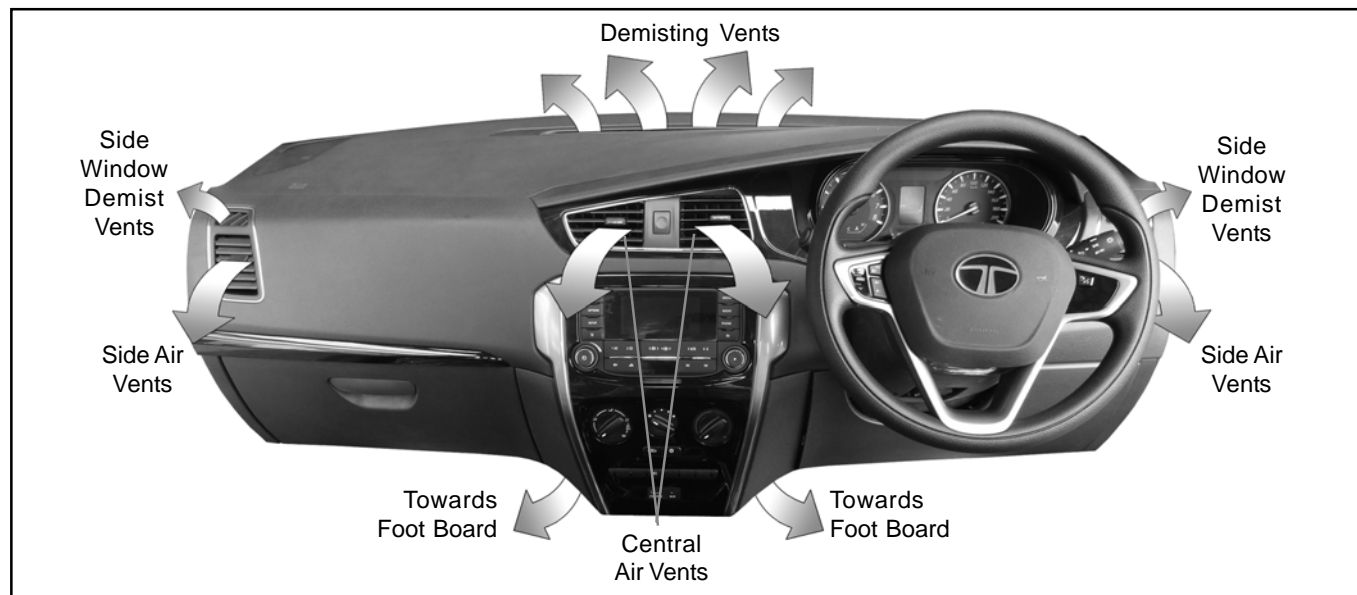 Demisting Vents
Side
Window
Demist
Vents
Side
Window
Demist
Vents
Side Air
Vents
Side Air
Vents
Towards
Foot Board
Towards
Foot Board
Central
Air Vents